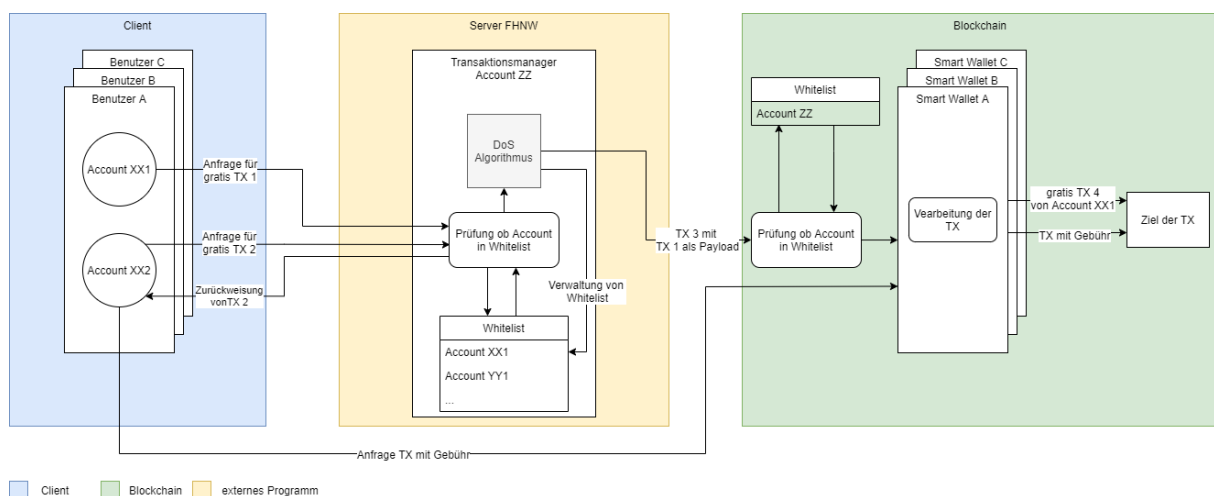 Client
Server FHNW
Blockchain
Benutzer C
Benutzer B
Benutzer A
Account XX1
Account XX2
Anfrage für
gratis TX 1
Anfrage für
gratis TX 2
Zurückweisung
vonTX 2
Transaktionsmanager
Account ZZ
DoS
Algorithmus
Prüfung ob Account
in Whitelist
Verwaltung von
Whitelist
Whitelist
Account XX1
Account YY1
...
TX 3 mit
TX 1 als Payload
Whitelist
Account ZZ
Prüfung ob Account
in Whitelist
Smart Wallet C
Smart Wallet B
Smart Wallet A
Vearbeitung der
TX
gratis TX 4
von Account XX1
TX mit Gebühr
Ziel der TX
Anfrage TX mit Gebühr
Client
Blockchain
externes Programm